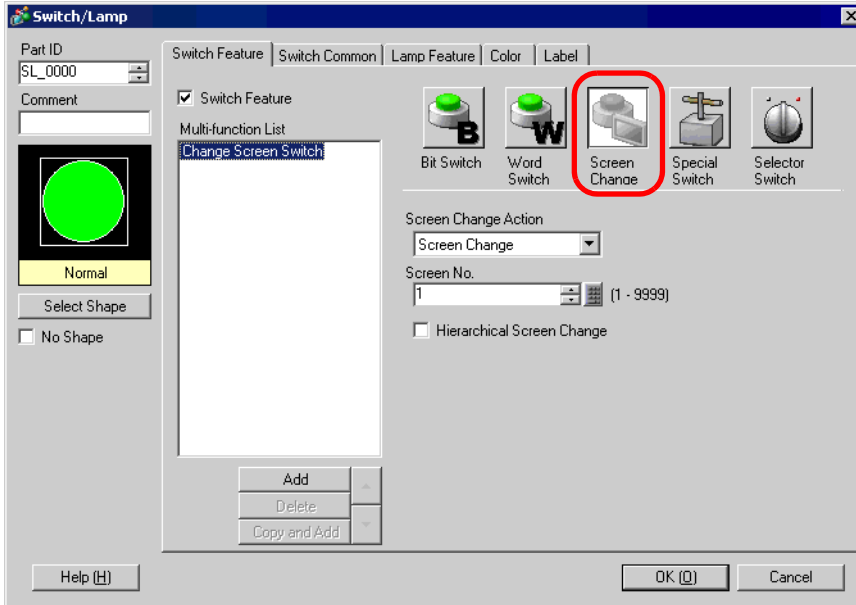 Switch/Lamp
Part ID
SL_0000
Comment
Normal
Select Shape
No Shape
Switch Feature
Switch Common
Lamp Feature
Color
Label
Switch Feature
Multi-function List
Change Screen Switch
Add
Delete
Copy and Add
B
Bit Switch
W
Word
Switch
Screen
Change
Special
Switch
Selector
Switch
Screen Change Action
Screen Change
Screen No.
1
(1 - 9999)
Hierarchical Screen Change
Help (H)
OK (O)
Cancel